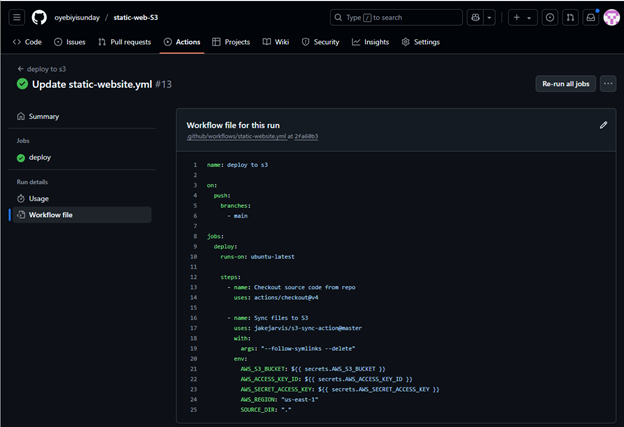 oyebiyisunday / static-web-S3
Type / to search
Code Issues Pull requests Actions Projects Wiki Security Insights Settings
deploy to s3
Update static-website.yml #13
Re-run all jobs
Summary
Jobs
deploy
Run details
Usage
Workflow file
Workflow file for this run
.github/workflows/static-website.yml at 2fa60b3
1 name: deploy to s3
2
3 on:
4 push:
5 branches:
6 - main
7
8 jobs:
9 deploy:
10 runs-on: ubuntu-latest
11
12 steps:
13 - name: Checkout source code from repo
14 uses: actions/checkout@v4
15
16 - name: Sync files to S3
17 uses: jakejarvis/s3-sync-action@master
18 with:
19 args: "--follow-symlinks --delete"
20 env:
21 AWS_S3_BUCKET: ${{ secrets.AWS_S3_BUCKET }}
22 AWS_ACCESS_KEY_ID: ${{ secrets.AWS_ACCESS_KEY_ID }}
23 AWS_SECRET_ACCESS_KEY: ${{ secrets.AWS_SECRET_ACCESS_KEY }}
24 AWS_REGION: "us-east-1"
25 SOURCE_DIR: "."